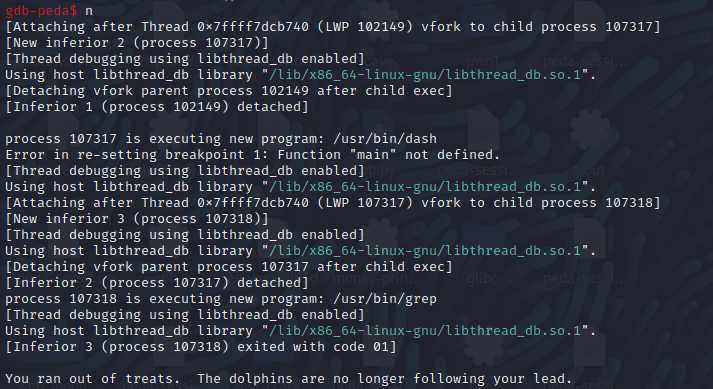 gdb-peda$ n
[Attaching after Thread 0x7ffff7dcb740 (LWP 102149) vfork to child process 107317]
[New inferior 2 (process 107317)]
[Thread debugging using libthread_db enabled]
Using host libthread_db library "/lib/x86_64-linux-gnu/libthread_db.so.1".
[Detaching vfork parent process 102149 after child exec]
[Inferior 1 (process 102149) detached]
process 107317 is executing new program: /usr/bin/dash
Error in re-setting breakpoint 1: Function "main" not defined.
[Thread debugging using libthread_db enabled]
Using host libthread_db library "/lib/x86_64-linux-gnu/libthread_db.so.1".
[Attaching after Thread 0x7ffff7dcb740 (LWP 107317) vfork to child process 107318]
[New inferior 3 (process 107318)]
[Thread debugging using libthread_db enabled]
Using host libthread_db library "/lib/x86_64-linux-gnu/libthread_db.so.1".
[Detaching vfork parent process 107317 after child exec]
[Inferior 2 (process 107317) detached]
process 107318 is executing new program: /usr/bin/grep
[Thread debugging using libthread_db enabled]
Using host libthread_db library "/lib/x86_64-linux-gnu/libthread_db.so.1".
[Inferior 3 (process 107318) exited with code 01]
You ran out of treats.  The dolphins are no longer following your lead.